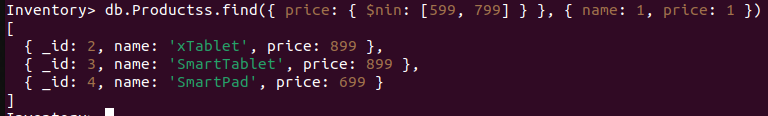 Inventory> db.Productss.find({ price: { $nin: [599, 799] } }, { name: 1, price: 1 })
[
  { _id: 2, name: 'xTablet', price: 899 },
  { _id: 3, name: 'SmartTablet', price: 899 },
  { _id: 4, name: 'SmartPad', price: 699 }
]
Inventory>